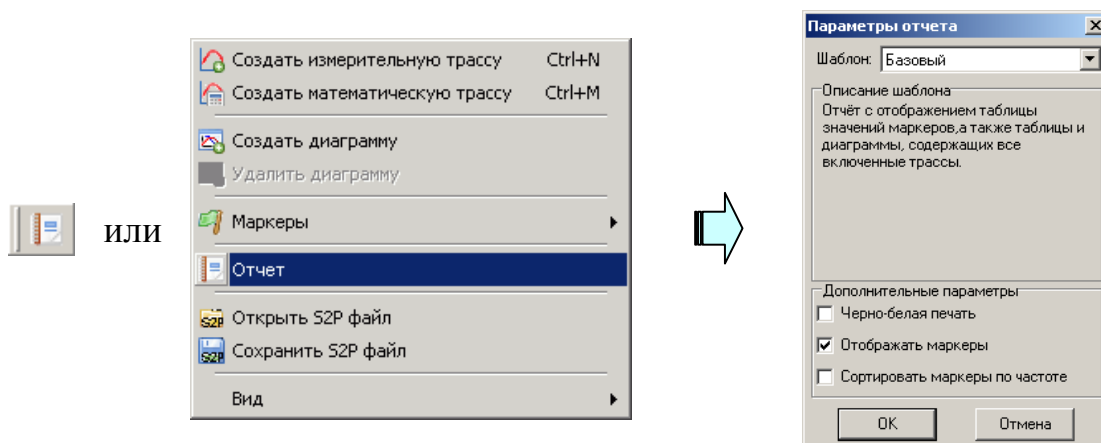 или
Создать измерительную трассу Ctrl+N
Создать математическую трассу Ctrl+M
Создать диаграмму
Удалить диаграмму
Маркеры
Отчет
S2P Открыть S2P файл
S2P Сохранить S2P файл
Вид
Параметры отчета
Шаблон: Базовый
Описание шаблона
Отчёт с отображением таблицы
значений маркеров,а также таблицы и
диаграммы, содержащих все
включенные трассы.
Дополнительные параметры
Черно-белая печать
Отображать маркеры
Сортировать маркеры по частоте
OK Отмена